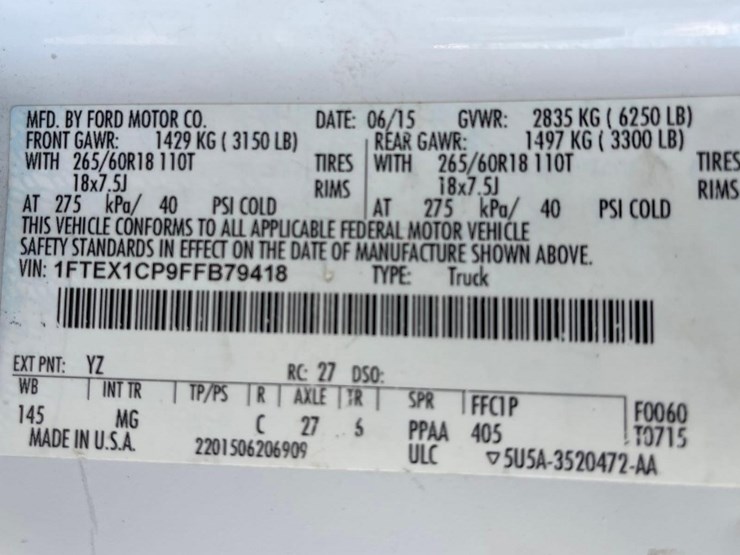 MFD. BY FORD MOTOR CO. DATE: 06/15 GVWR: 2835 KG ( 6250 LB)
FRONT GAWR: 1429 KG ( 3150 LB) REAR GAWR: 1497 KG ( 3300 LB)
WITH 265/60R18 110T TIRES WITH 265/60R18 110T TIRES
18x7.5J RIMS 18x7.5J RIMS
AT 275 kPa/ 40 PSI COLD AT 275 kPa/ 40 PSI COLD
THIS VEHICLE CONFORMS TO ALL APPLICABLE FEDERAL MOTOR VEHICLE
SAFETY STANDARDS IN EFFECT ON THE DATE OF MANUFACTURE SHOWN ABOVE.
VIN: 1FTEX1CP9FFB79418 TYPE: Truck
EXT PNT: YZ RC: 27 DSO:
WB INT TR TP/PS R AXLE TR SPR FFC1P F0060
145 MG C 27 6 PPAA 405 T0715
MADE IN U.S.A. 2201506206909 ULC ▽5U5A-3520472-AA